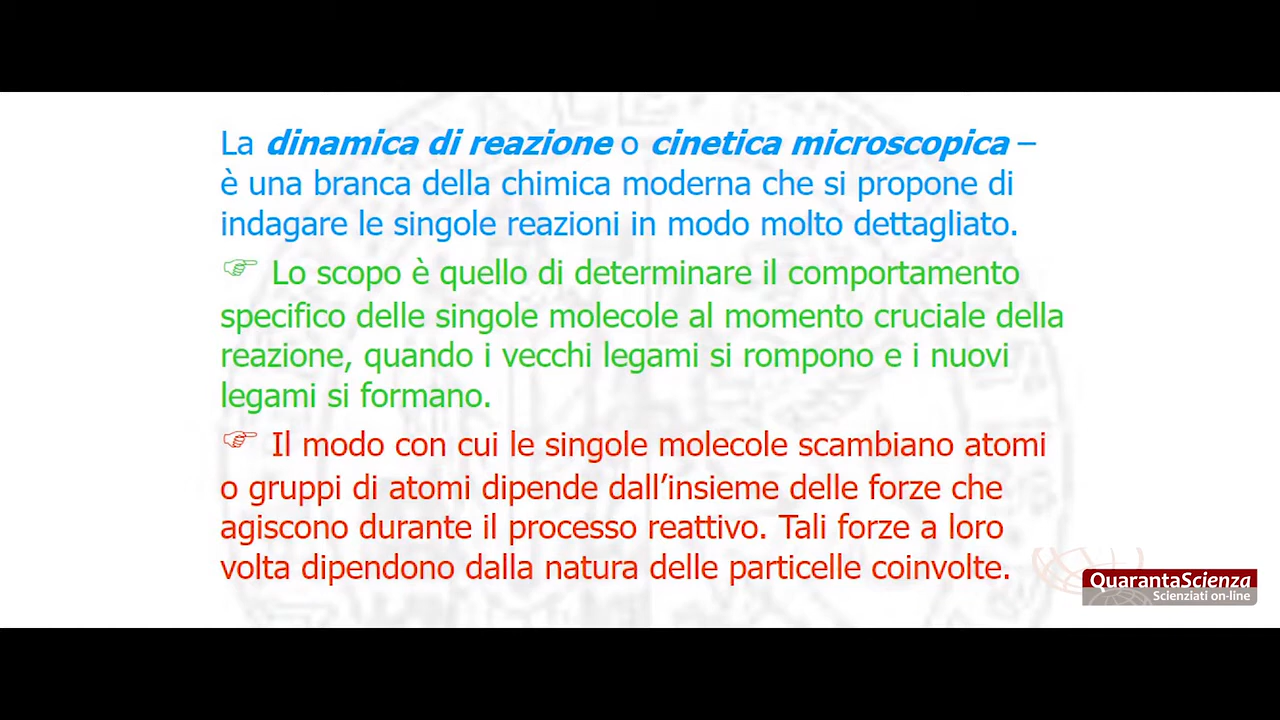 La dinamica di reazione o cinetica microscopica –
è una branca della chimica moderna che si propone di
indagare le singole reazioni in modo molto dettagliato.
☞ Lo scopo è quello di determinare il comportamento
specifico delle singole molecole al momento cruciale della
reazione, quando i vecchi legami si rompono e i nuovi
legami si formano.
☞ Il modo con cui le singole molecole scambiano atomi
o gruppi di atomi dipende dall’insieme delle forze che
agiscono durante il processo reattivo. Tali forze a loro
volta dipendono dalla natura delle particelle coinvolte.
QuarantaScienza
Scienziati on-line